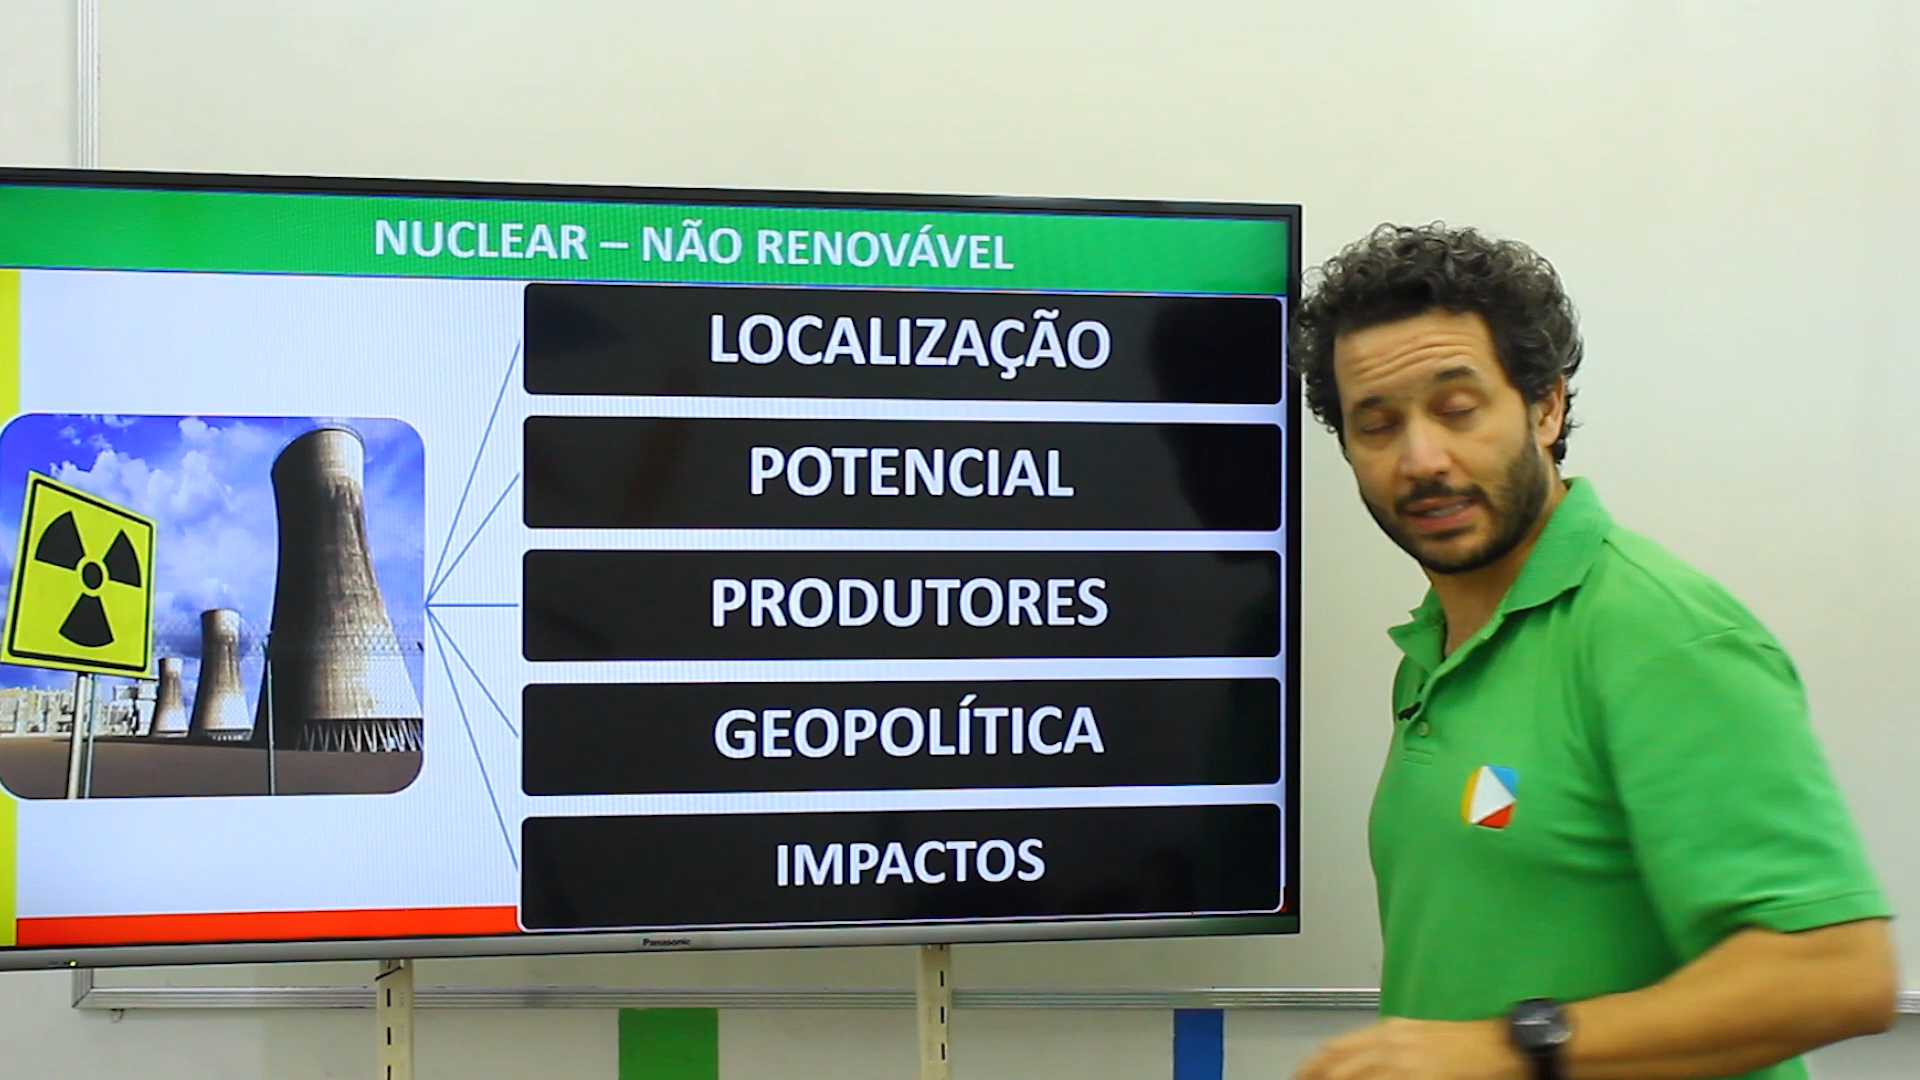 NUCLEAR – NÃO RENOVÁVEL
LOCALIZAÇÃO
POTENCIAL
PRODUTORES
GEOPOLÍTICA
IMPACTOS
Panasonic